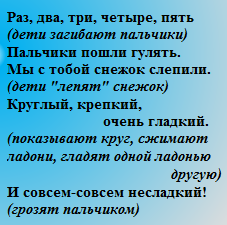 Раз, два, три, четыре, пять
(дети загибают пальчики)
Пальчики пошли гулять.
Мы с тобой снежок слепили.
(дети "лепят" снежок)
Круглый, крепкий,
очень гладкий.
(показывают круг, сжимают
ладони, гладят одной ладонью
другую)
И совсем-совсем несладкий!
(грозят пальчиком)